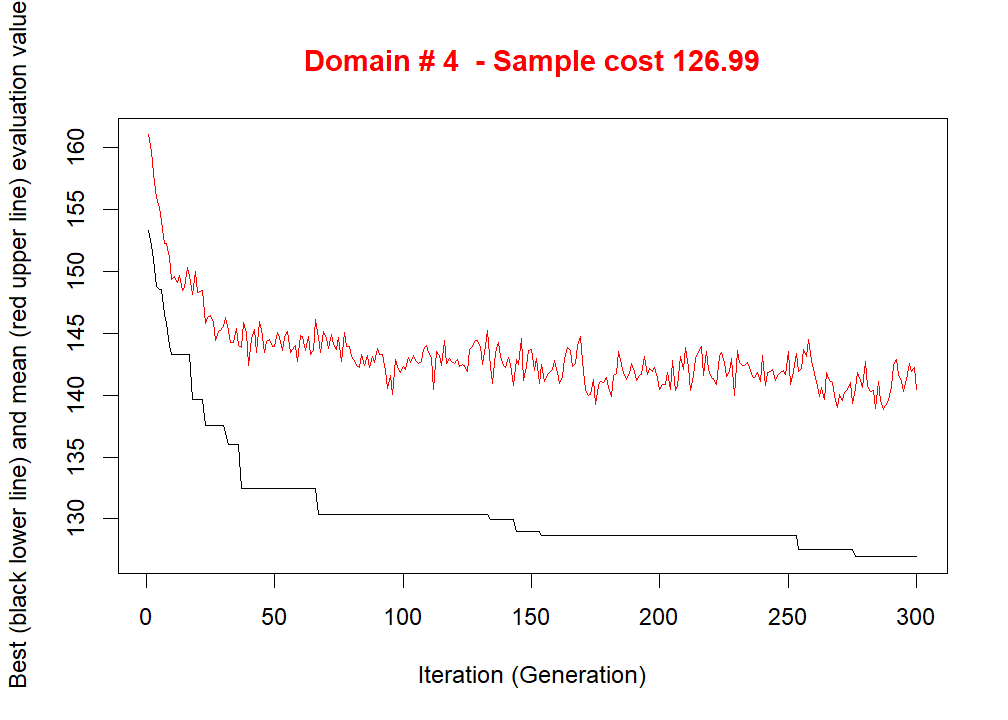 Domain # 4  - Sample cost 126.99
Best (black lower line) and mean (red upper line) evaluation value
160
155
150
145
140
135
130
0 50 100 150 200 250 300
Iteration (Generation)